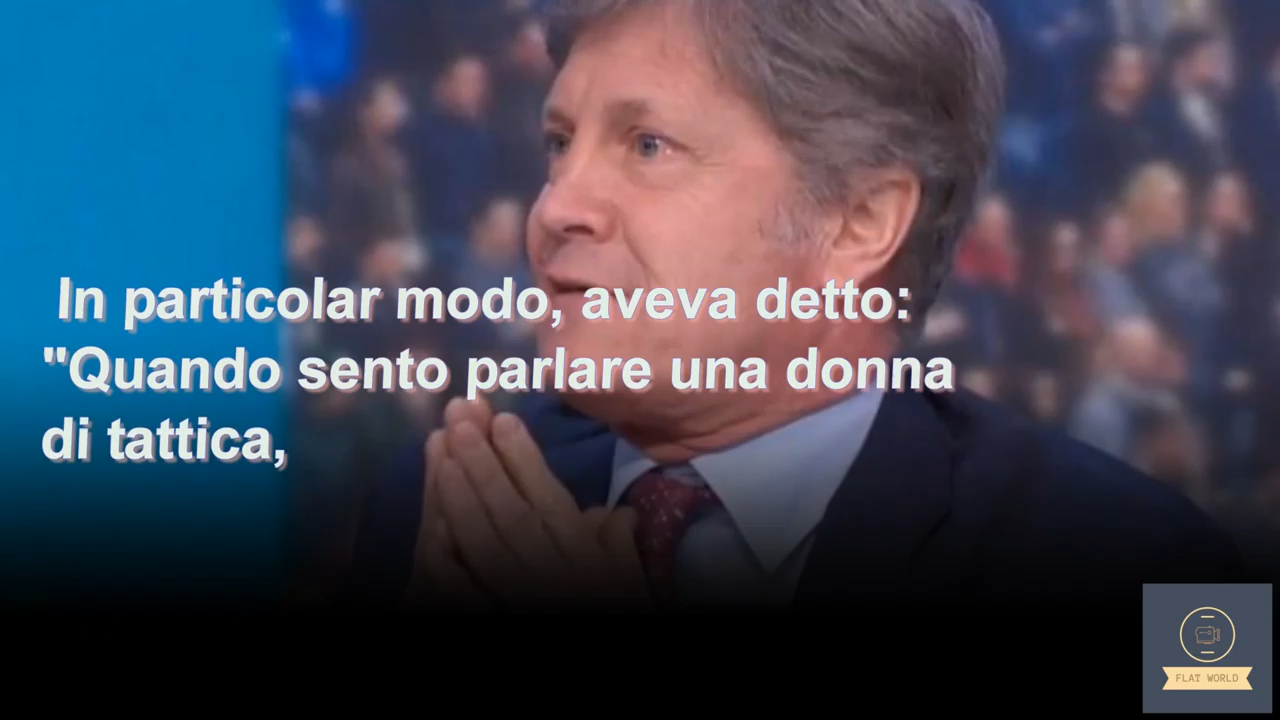 In particolar modo, aveva detto:
"Quando sento parlare una donna
di tattica,
FLAT WORLD